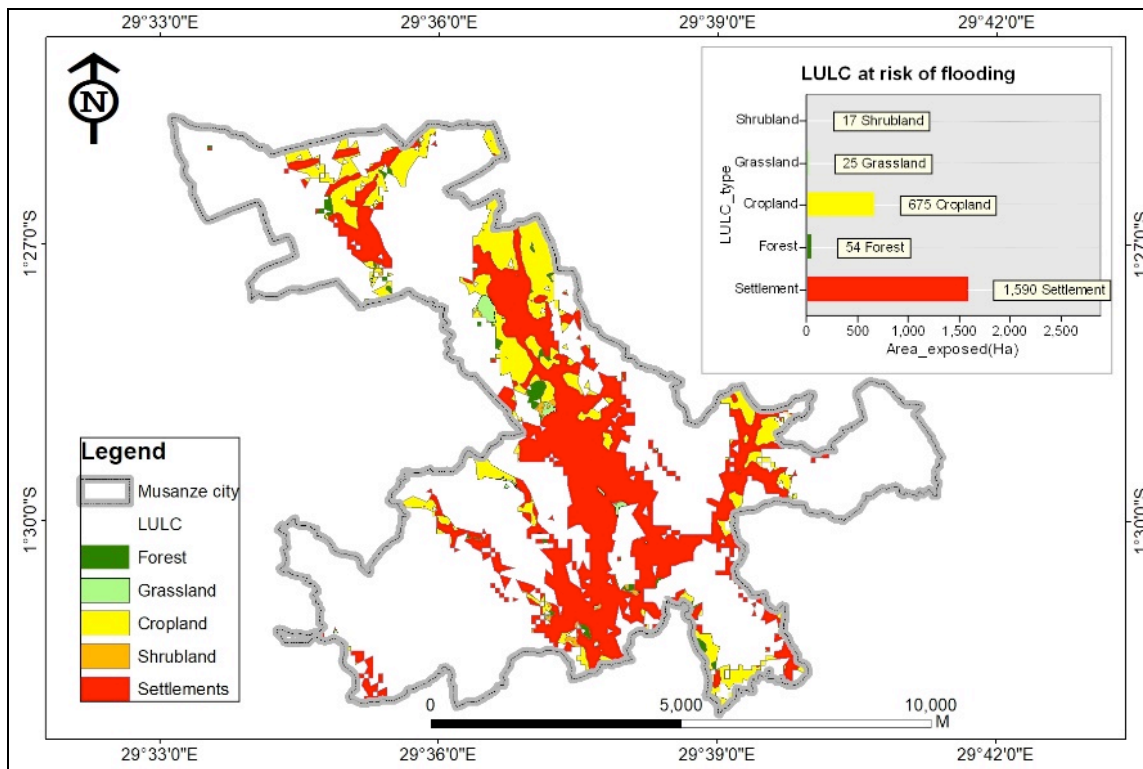 29°33'0"E 29°36'0"E 29°39'0"E 29°42'0"E
N
LULC at risk of flooding
LULC_type
Shrubland
17 Shrubland
Grassland
25 Grassland
Cropland
675 Cropland
Forest
54 Forest
Settlement
1,590 Settlement
0 500 1,000 1,500 2,000 2,500
Area_exposed(Ha)
1°27'0"S
1°27'0"S
1°30'0"S
1°30'0"S
Legend
Musanze city
LULC
Forest
Grassland
Cropland
Shrubland
Settlements
0 5,000 10,000
M
29°33'0"E 29°36'0"E 29°39'0"E 29°42'0"E